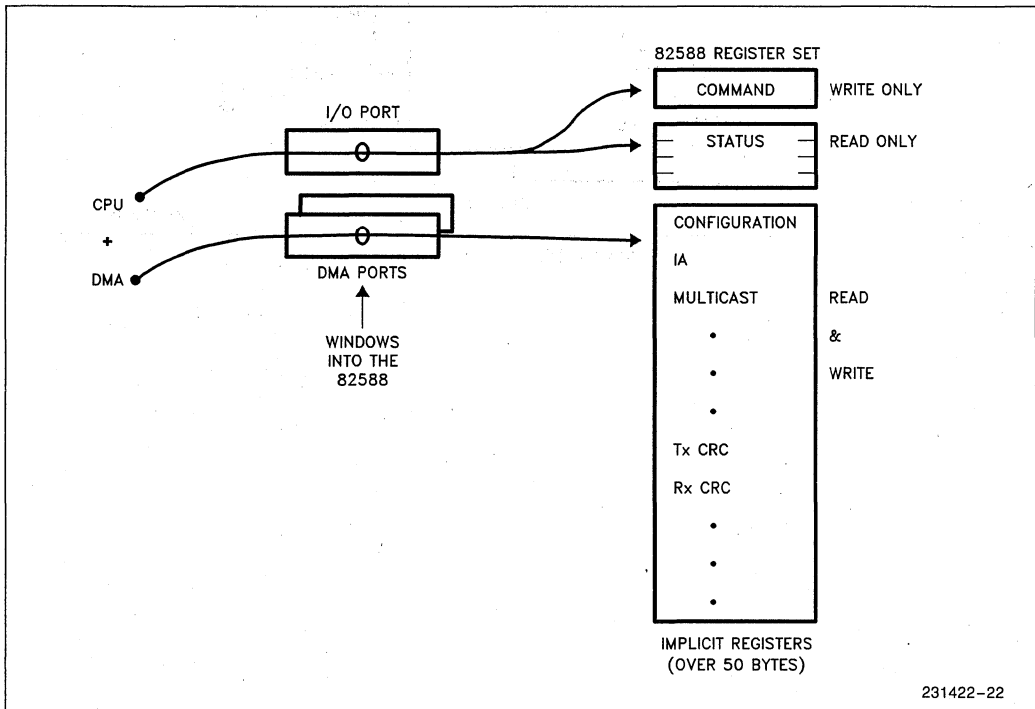 82588 REGISTER SET
COMMAND
WRITE ONLY
I/O PORT
STATUS
READ ONLY
CPU
+
DMA
DMA PORTS
WINDOWS
INTO THE
82588
CONFIGURATION
IA
MULTICAST
READ
&
WRITE
Tx CRC
Rx CRC
IMPLICIT REGISTERS
(OVER 50 BYTES)
231422-22